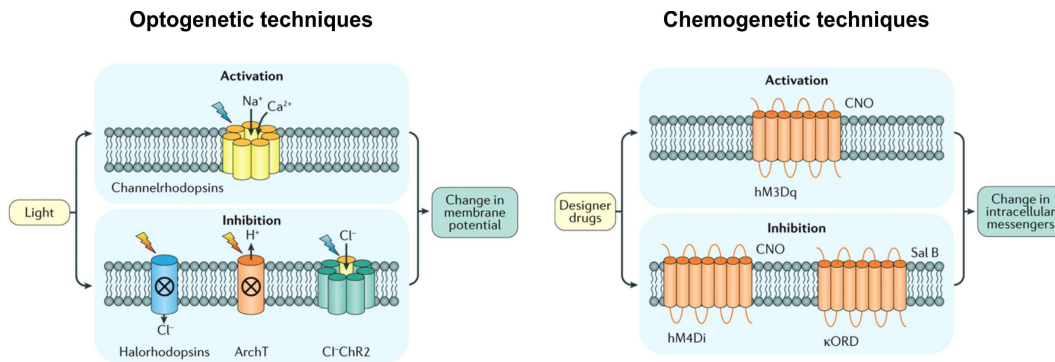 Optogenetic techniques
Activation
Na⁺
Ca²⁺
Channelrhodopsins
Light
Change in
membrane
potential
Inhibition
H⁺
Cl⁻
Cl⁻
Halorhodopsins
ArchT
Cl⁻ChR2
Chemogenetic techniques
Activation
CNO
hM3Dq
Designer
drugs
Change in
intracellular
messengers
Inhibition
CNO
Sal B
hM4Di
κORD